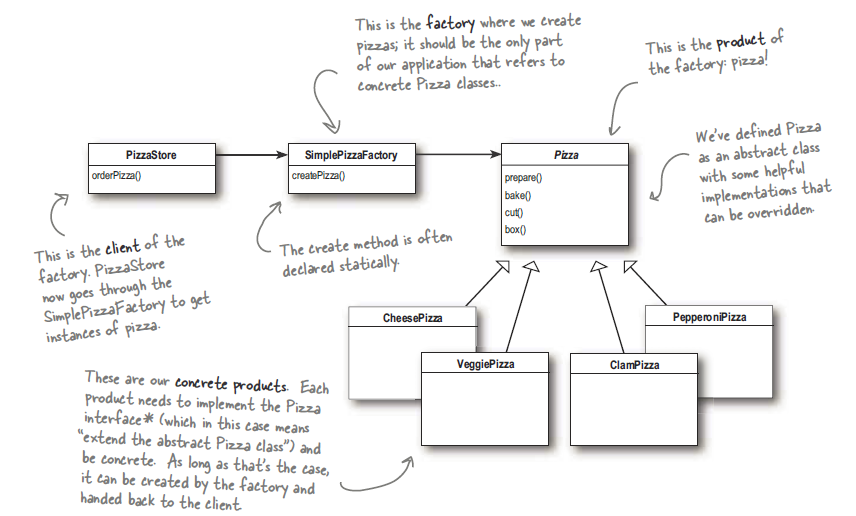 This is the factory where we create
pizzas; it should be the only part
of our application that refers to
concrete Pizza classes..
This is the product of
the factory: pizza!
PizzaStore
orderPizza()
SimplePizzaFactory
createPizza()
Pizza
prepare()
bake()
cut()
box()
We've defined Pizza
as an abstract class
with some helpful
implementations that
can be overridden.
This is the client of the
factory. PizzaStore
now goes through the
SimplePizzaFactory to get
instances of pizza.
The create method is often
declared statically.
CheesePizza
VeggiePizza
ClamPizza
PepperoniPizza
These are our concrete products. Each
product needs to implement the Pizza
interface* (which in this case means
"extend the abstract Pizza class") and
be concrete. As long as that's the case,
it can be created by the factory and
handed back to the client.